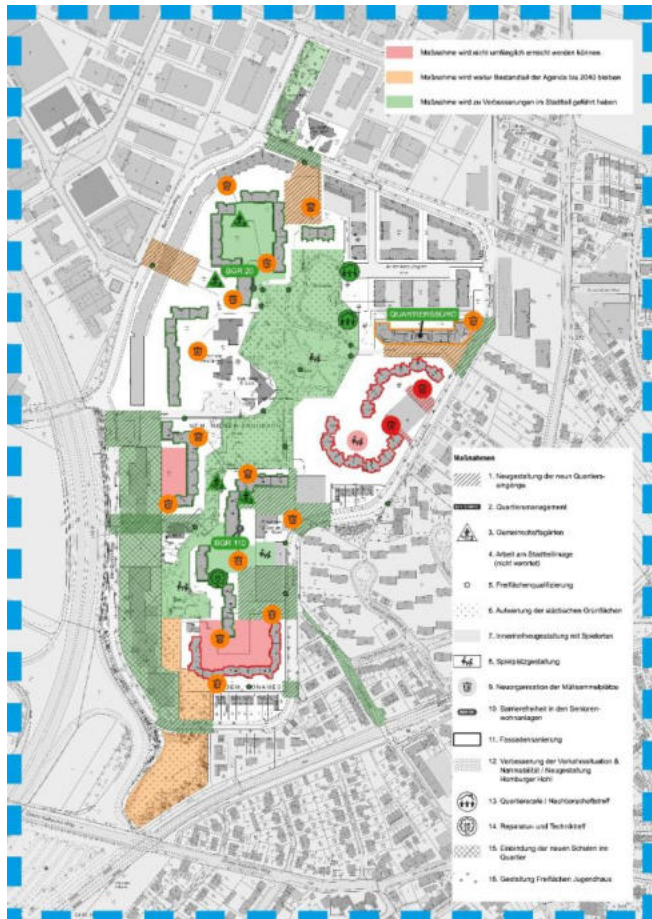 Maßnahme wird nicht umfänglich erreicht werden können
Maßnahme wird weiter Bestandteil der Agenda bis 2040 bleiben
Maßnahme wird zu Verbesserungen im Stadtteil geführt haben
BGR 20
QUARTIERSBÜRO
BGR 110
BONAMES
Maßnahmen
1. Neugestaltung der neun Quartiers-
eingänge
2. Quartiersmanagement
3. Gemeinschaftsgärten
4. Arbeit am Stadtteilimage
(nicht verortet)
5. Freiflächenqualifizierung
6. Aufwertung der städtischen Grünflächen
7. Innenhofneugestaltung mit Spielorten
8. Spielplatzgestaltung
9. Neuorganisation der Müllsammelplätze
10. Barrierefreiheit in den Senioren-
wohnanlagen
11. Fassadensanierung
12. Verbesserung der Verkehrssituation &
Nahmobilität / Neugestaltung
Homburger Hohl
13. Quartierscafé / Nachbarschaftstreff
14. Reparatur- und Techniktreff
15. Einbindung der neuen Schulen ins
Quartier
16. Gestaltung Freiflächen Jugendhaus